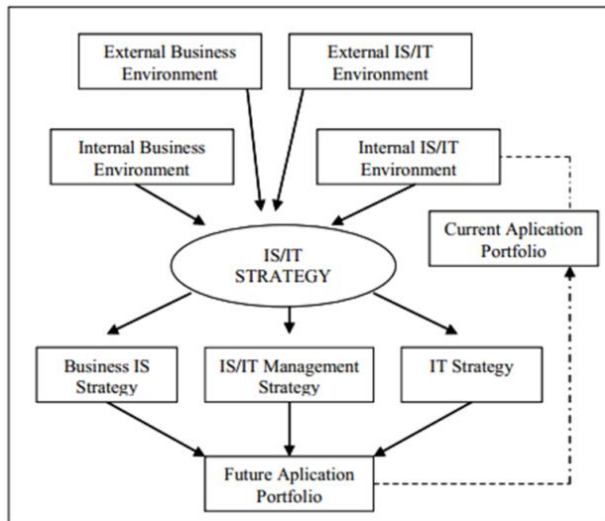 External Business
Environment
External IS/IT
Environment
Internal Business
Environment
Internal IS/IT
Environment
Current Aplication
Portfolio
IS/IT
STRATEGY
Business IS
Strategy
IS/IT Management
Strategy
IT Strategy
Future Aplication
Portfolio